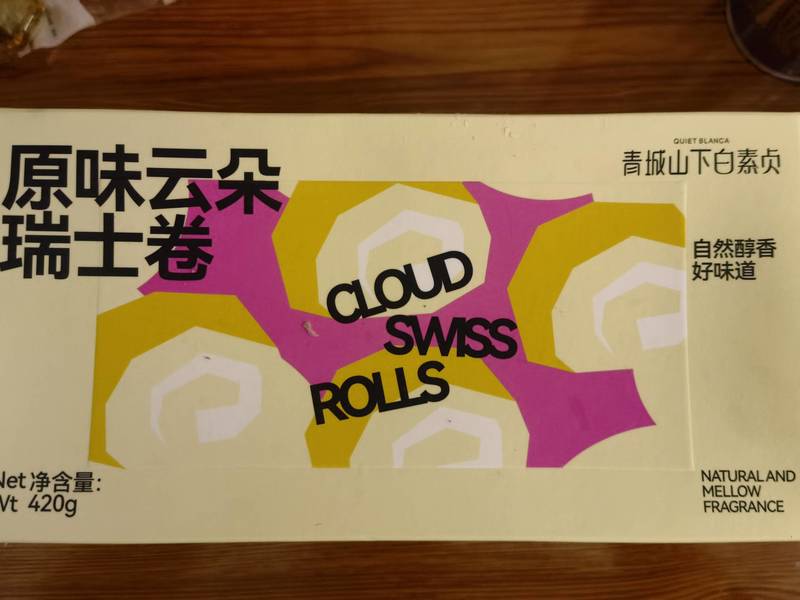 原味云朵
瑞士卷
QUIET BLANCA
青城山下白素贞
自然醇香
好味道
CLOUD
SWISS
ROLLS
Net 净含量:
Wt 420g
NATURAL AND
MELLOW
FRAGRANCE